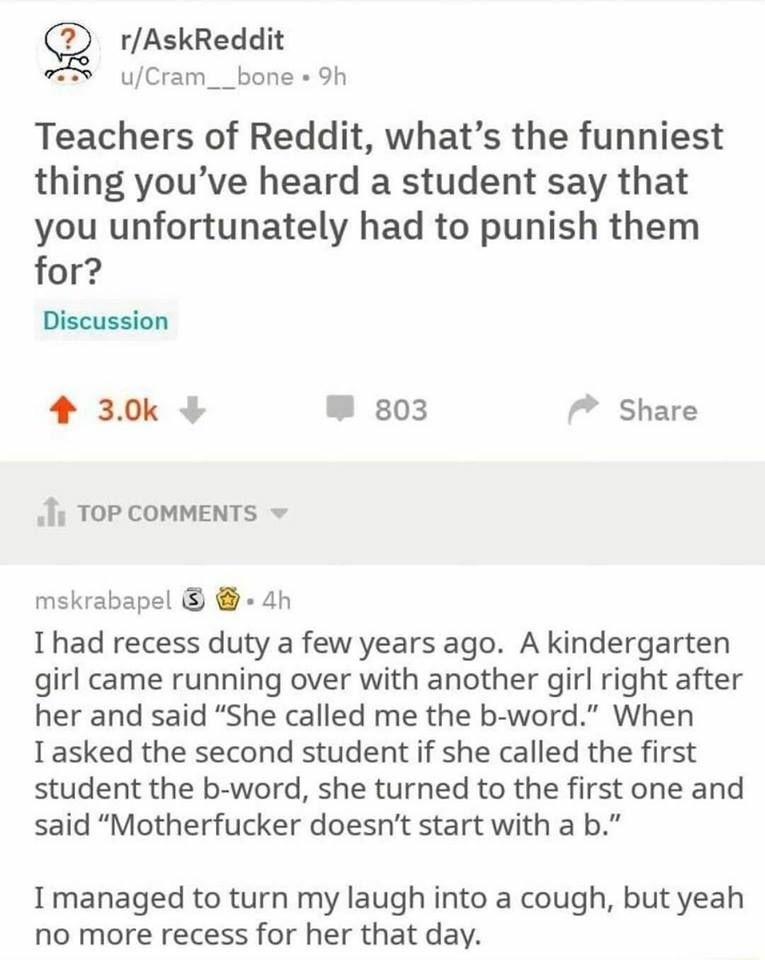 r/AskReddit
u/Cram__bone • 9h
Teachers of Reddit, what's the funniest
thing you've heard a student say that
you unfortunately had to punish them
for?
Discussion
3.0k 803 Share
TOP COMMENTS
mskrabapel S • 4h
I had recess duty a few years ago. A kindergarten
girl came running over with another girl right after
her and said “She called me the b-word.” When
I asked the second student if she called the first
student the b-word, she turned to the first one and
said “Motherfucker doesn’t start with a b.”
I managed to turn my laugh into a cough, but yeah
no more recess for her that day.